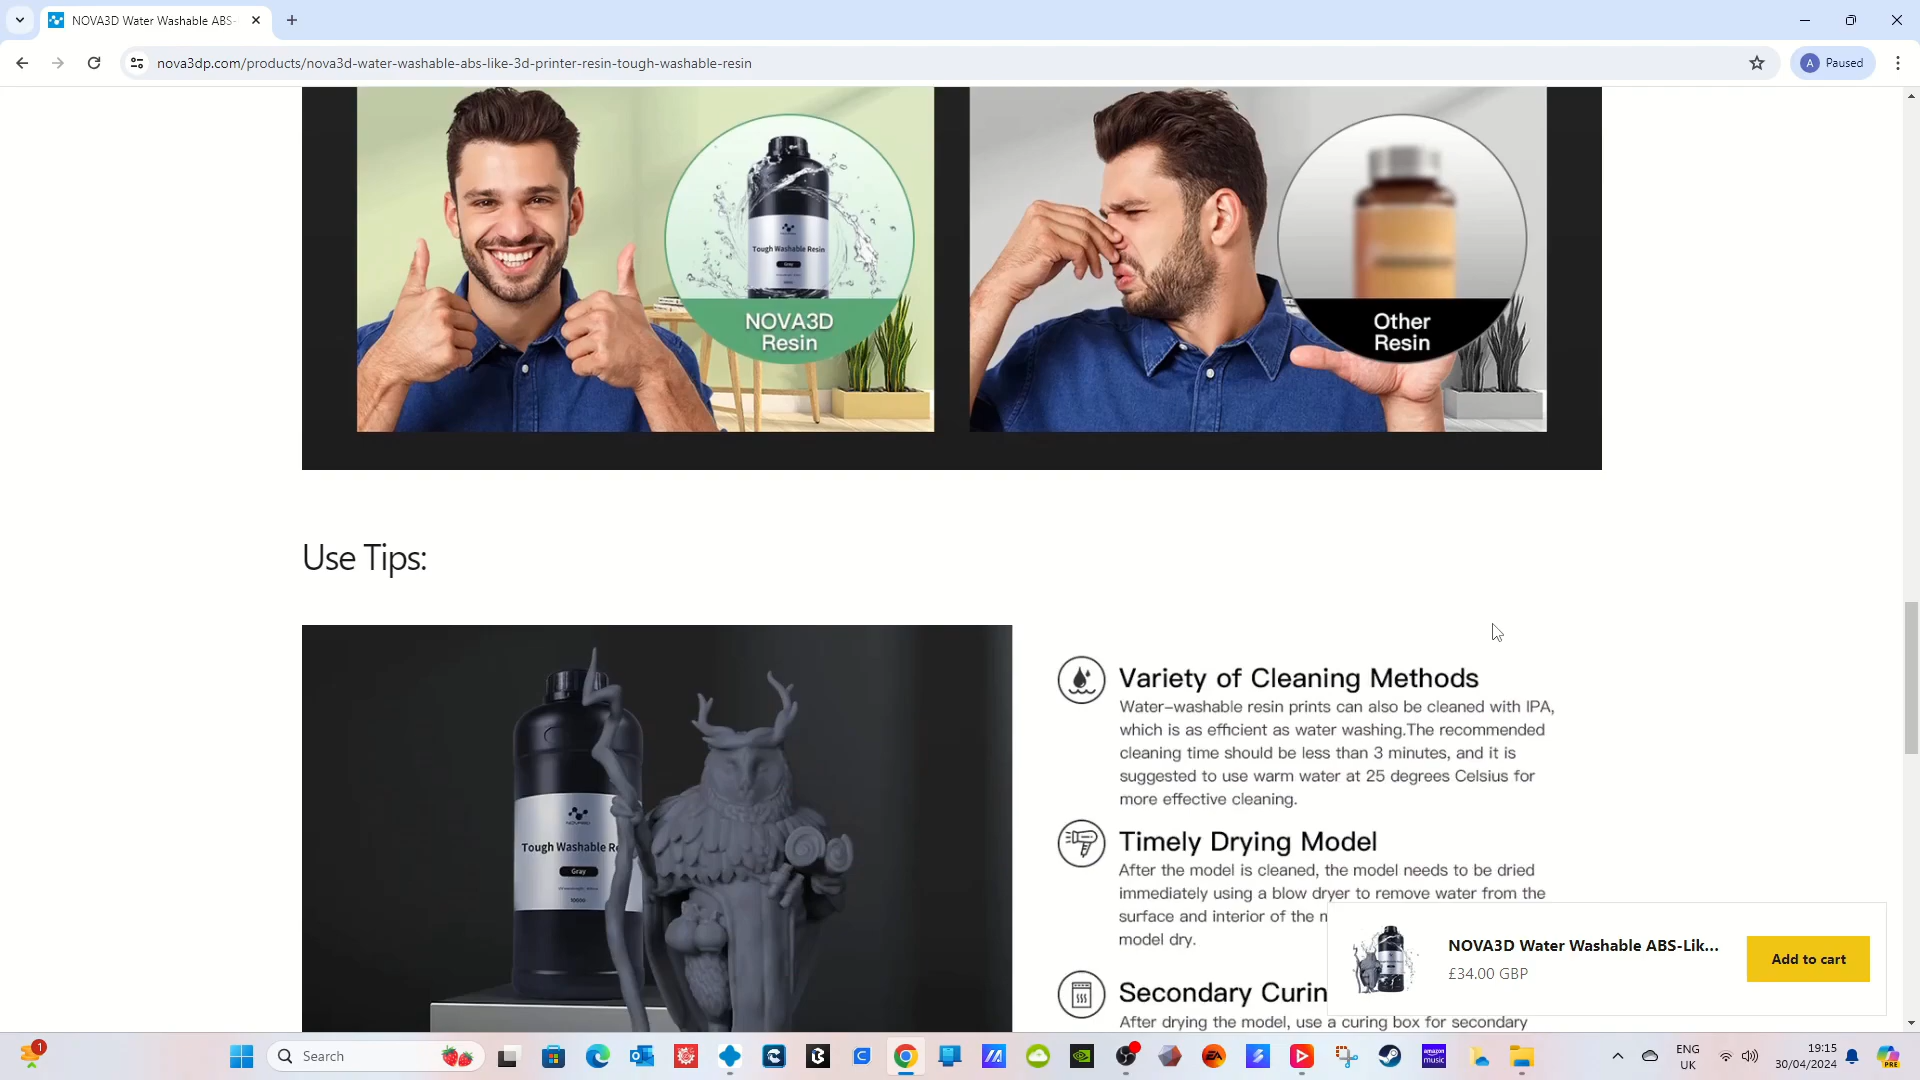 NOVA3D Water Washable ABS-
nova3dp.com/products/nova3d-water-washable-abs-like-3d-printer-resin-tough-washable-resin
A Paused
Tough Washable Resin
Gray
NOVA3D
Resin
Other
Resin
Use Tips:
Tough Washable Re
Gray
Variety of Cleaning Methods
Water-washable resin prints can also be cleaned with IPA,
which is as efficient as water washing.The recommended
cleaning time should be less than 3 minutes, and it is
suggested to use warm water at 25 degrees Celsius for
more effective cleaning.
Timely Drying Model
After the model is cleaned, the model needs to be dried
immediately using a blow dryer to remove water from the
surface and interior of the m
model dry.
Secondary Curin
After drying the model, use a curing box for secondary
NOVA3D Water Washable ABS-Lik...
£34.00 GBP
Add to cart
1
Search
EA
amazon
music
ENG
UK
19:15
30/04/2024
PRE